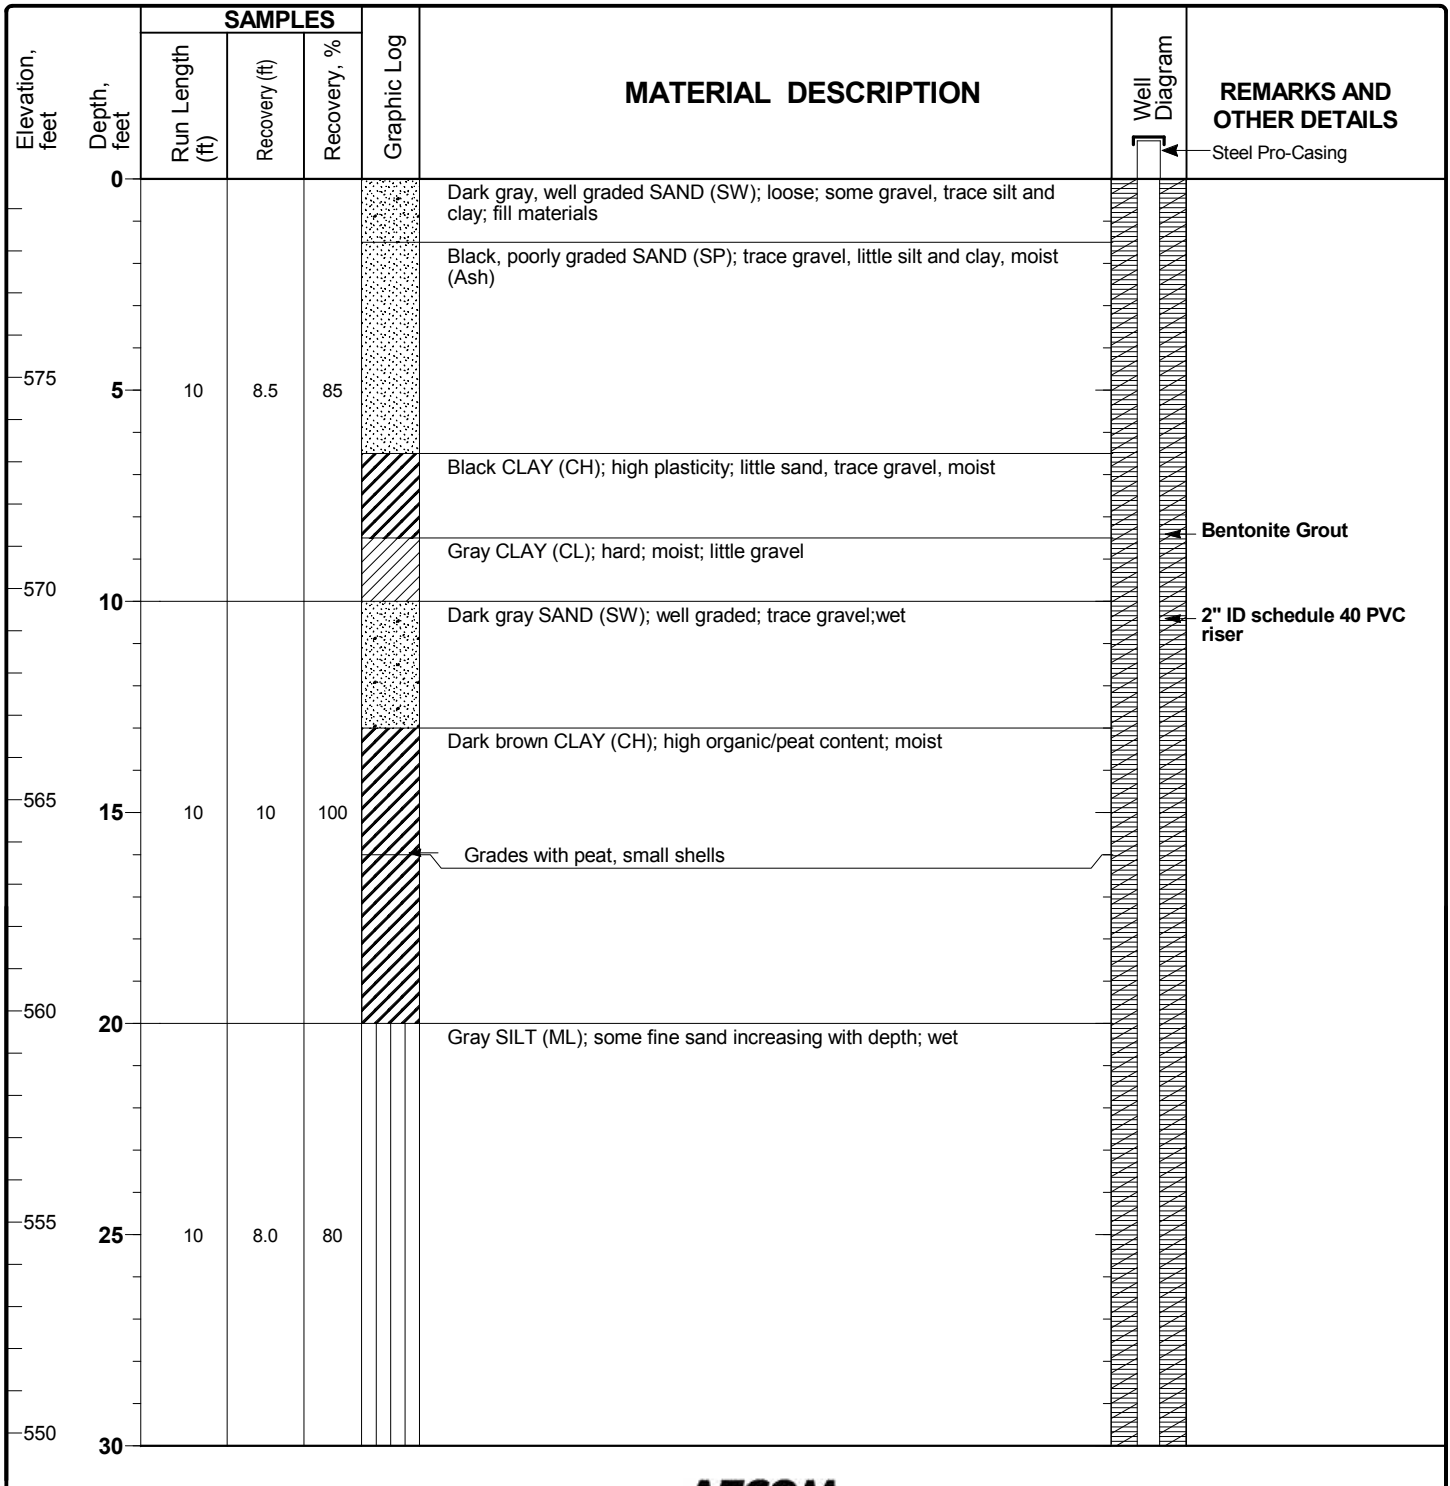 SAMPLES
Elevation,
feet
Depth,
feet
Run Length
(ft)
Recovery (ft)
Recovery, %
Graphic Log
MATERIAL DESCRIPTION
Well
Diagram
REMARKS AND
OTHER DETAILS
Steel Pro-Casing
0
Dark gray, well graded SAND (SW); loose; some gravel, trace silt and
clay; fill materials
Black, poorly graded SAND (SP); trace gravel, little silt and clay, moist
(Ash)
575
5
10
8.5
85
Black CLAY (CH); high plasticity; little sand, trace gravel, moist
Bentonite Grout
Gray CLAY (CL); hard; moist; little gravel
570
10
Dark gray SAND (SW); well graded; trace gravel;wet
2" ID schedule 40 PVC
riser
Dark brown CLAY (CH); high organic/peat content; moist
565
15
10
10
100
Grades with peat, small shells
560
20
Gray SILT (ML); some fine sand increasing with depth; wet
555
25
10
8.0
80
550
30